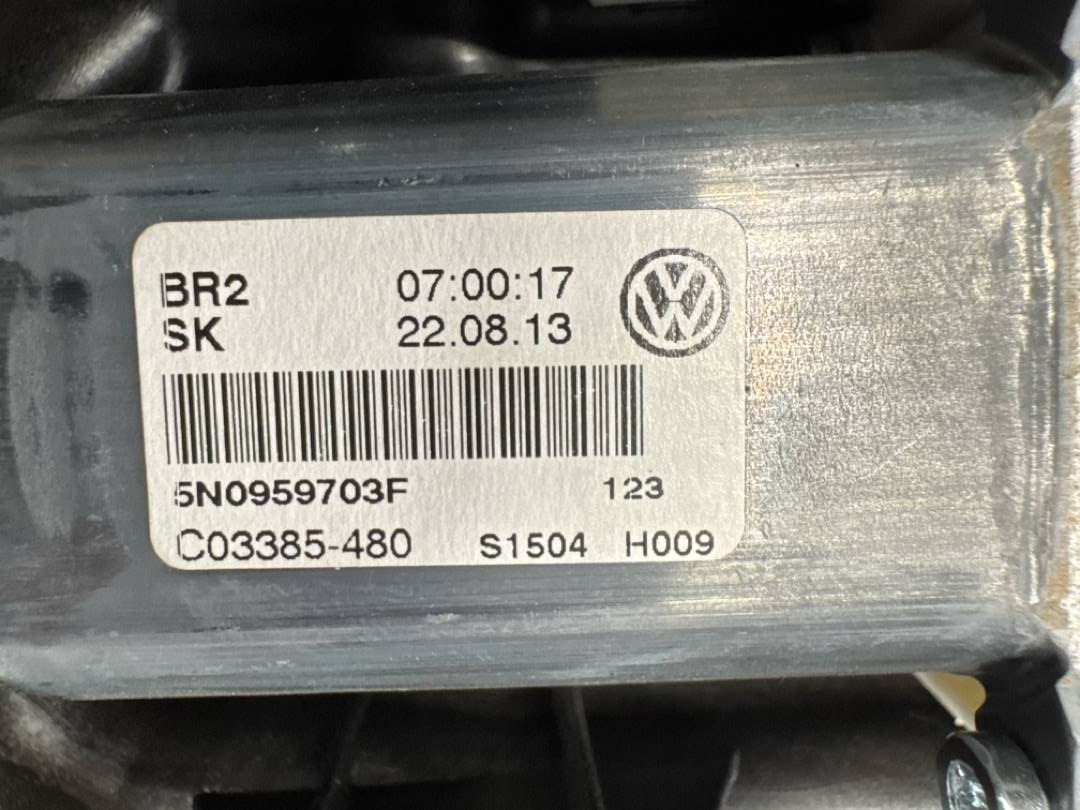 BR2 07:00:17
SK 22.08.13
5N0959703F 123
C03385-480 S1504 H009